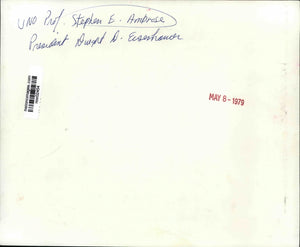 UNO Prof. Stephen E. Ambrose
President Dwight D. Eisenhower
MAY 8 - 1979